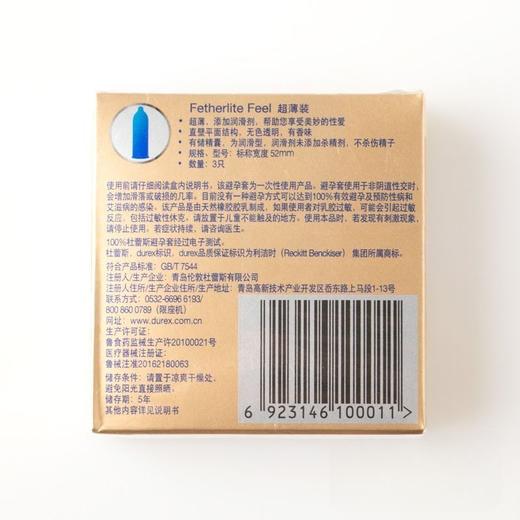 Fetherlite Feel 超薄装
• 超薄，添加润滑剂，帮助您享受美妙的性爱
• 直壁平面结构，无色透明，有香味
• 有储精囊，为润滑型，润滑剂未添加杀精剂，不杀伤精子
• 规格、型号：标称宽度 52mm
• 数量：3只
使用前请仔细阅读盒内说明书，该避孕套为一次性使用产品。避孕套使用于非阴道性交时，
会增加滑落或破损的几率。目前没有一种避孕方式可以达到100%有效避孕及预防性病和
艾滋病的感染。该产品是由天然橡胶胶乳制成，如果使用者对乳胶过敏，可能会引起过敏
反应，包括过敏性休克。请放置于儿童不能触及的地方。使用本品时，若发现有刺激现象，
请停止使用，若症状持续，请咨询医生。
100%杜蕾斯避孕套经过电子测试。
杜蕾斯，durex标识，durex品质保证标识为利洁时（Reckitt Benckiser）集团所属商标。
符合产品标准：GB/T 7544
注册人/生产企业：青岛伦敦杜蕾斯有限公司
注册人住所/生产企业住所/生产地址：青岛高新技术产业开发区岙东路上马段1-13号
联系方式：0532-6696 6193/
800 860 0789（限座机）
网址：www.durex.com.cn
生产许可证：
鲁食药监械生产许20100021号
医疗器械注册证：
鲁械注准20162180063
储存条件：请置于凉爽干燥处，
避免阳光直接照晒。
储存期：5年
其他内容详见说明书
6 923146 100011 >